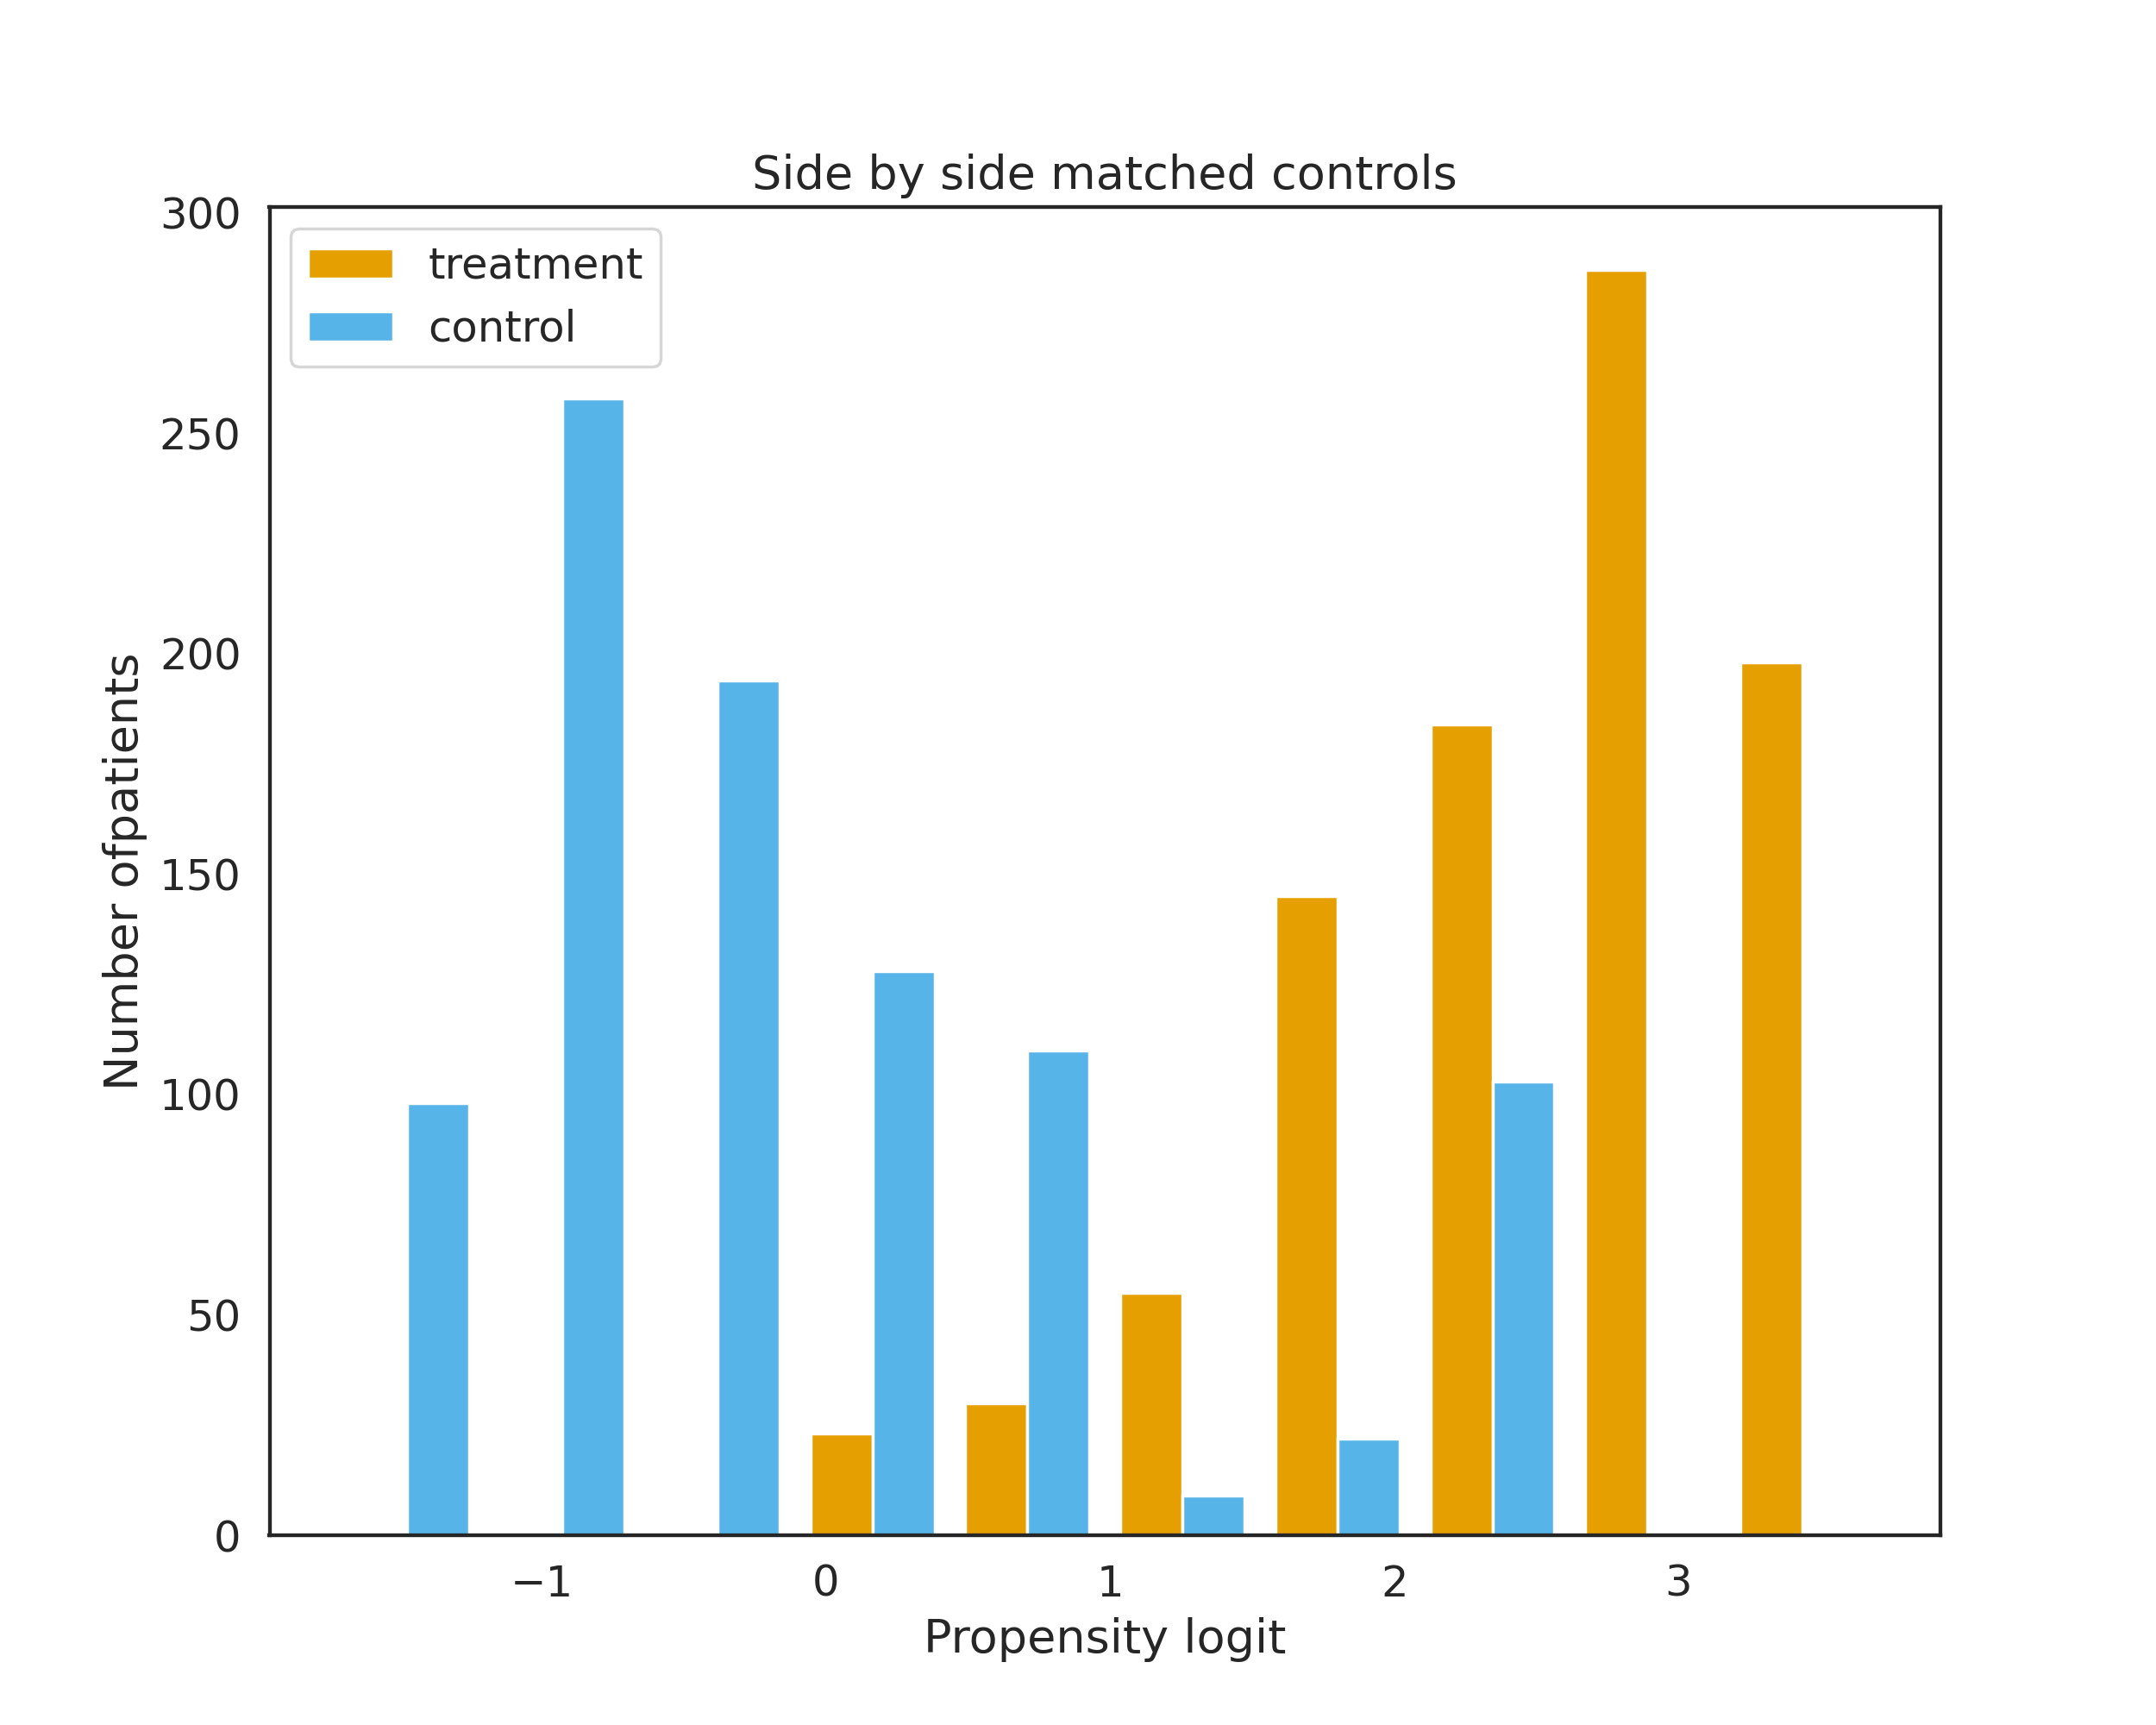 Side by side matched controls
treatment
control
300
250
200
150
100
50
0
Number ofpatients
−1 0 1 2 3
Propensity logit